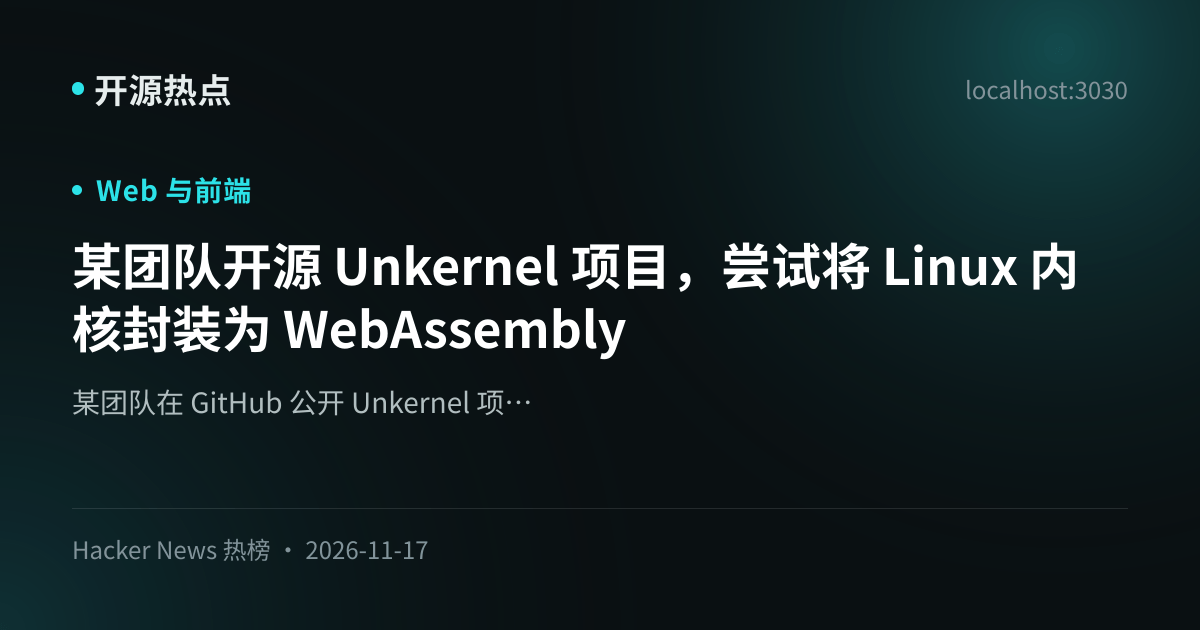 开源热点
localhost:3030
Web 与前端
某团队开源 Unkernel 项目，尝试将 Linux 内
核封装为 WebAssembly
某团队在 GitHub 公开 Unkernel 项…
Hacker News 热榜 · 2026-11-17